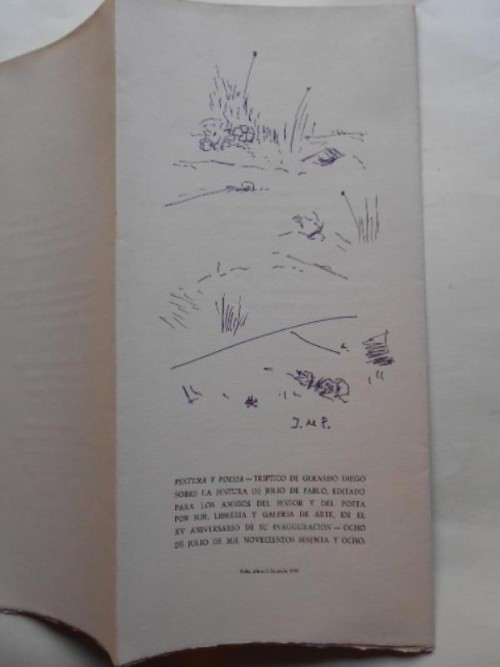 J. de P.
PINTURA Y POESIA — TRIPTICO DE GERARDO DIEGO
SOBRE LA PINTURA DE JULIO DE PABLO, EDITADO
PARA LOS AMIGOS DEL PINTOR Y DEL POETA
POR SUR, LIBRERIA Y GALERIA DE ARTE, EN EL
XV ANIVERSARIO DE SU INAUGURACION — OCHO
DE JULIO DE MIL NOVECIENTOS SESENTA Y OCHO.